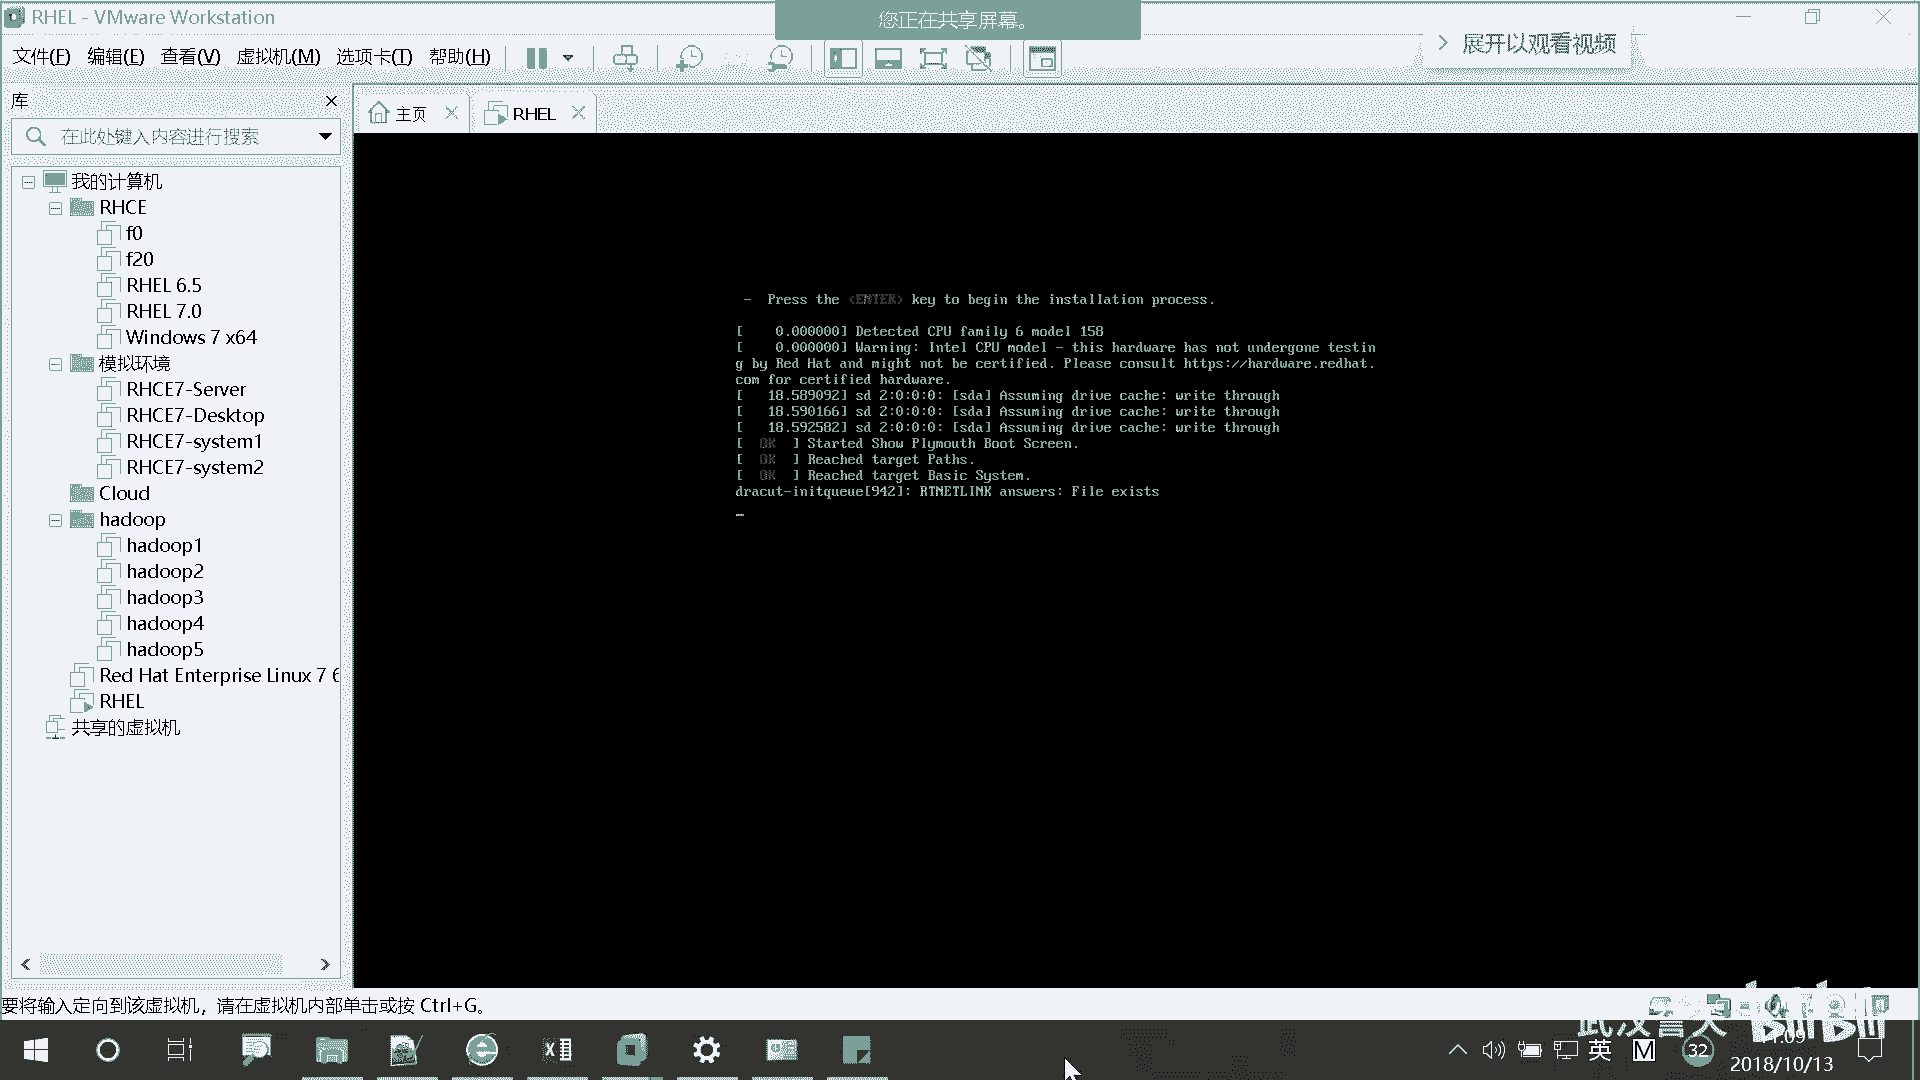 RHEL - VMware Workstation
您正在共享屏幕。
文件(F) 编辑(E) 查看(V) 虚拟机(M) 选项卡(T) 帮助(H)
展开以观看视频
库
主页
RHEL
在此处键入内容进行搜索
我的计算机
RHCE
f0
f20
RHEL 6.5
RHEL 7.0
Windows 7 x64
模拟环境
RHCE7-Server
RHCE7-Desktop
RHCE7-system1
RHCE7-system2
Cloud
hadoop
hadoop1
hadoop2
hadoop3
hadoop4
hadoop5
Red Hat Enterprise Linux 7 6
RHEL
共享的虚拟机
- Press the <ENTER> key to begin the installation process.
[ 0.000000] Detected CPU family 6 model 158
[ 0.000000] Warning: Intel CPU model - this hardware has not undergone testin
g by Red Hat and might not be certified. Please consult https://hardware.redhat.
com for certified hardware.
[ 18.589092] sd 2:0:0:0: [sda] Assuming drive cache: write through
[ 18.590166] sd 2:0:0:0: [sda] Assuming drive cache: write through
[ 18.592582] sd 2:0:0:0: [sda] Assuming drive cache: write through
[ OK ] Started Show Plymouth Boot Screen.
[ OK ] Reached target Paths.
[ OK ] Reached target Basic System.
dracut-initqueue[942]: RTNETLINK answers: File exists
要将输入定向到该虚拟机，请在虚拟机内部单击或按 Ctrl+G。
bilibili
英 M 32
2018/10/13